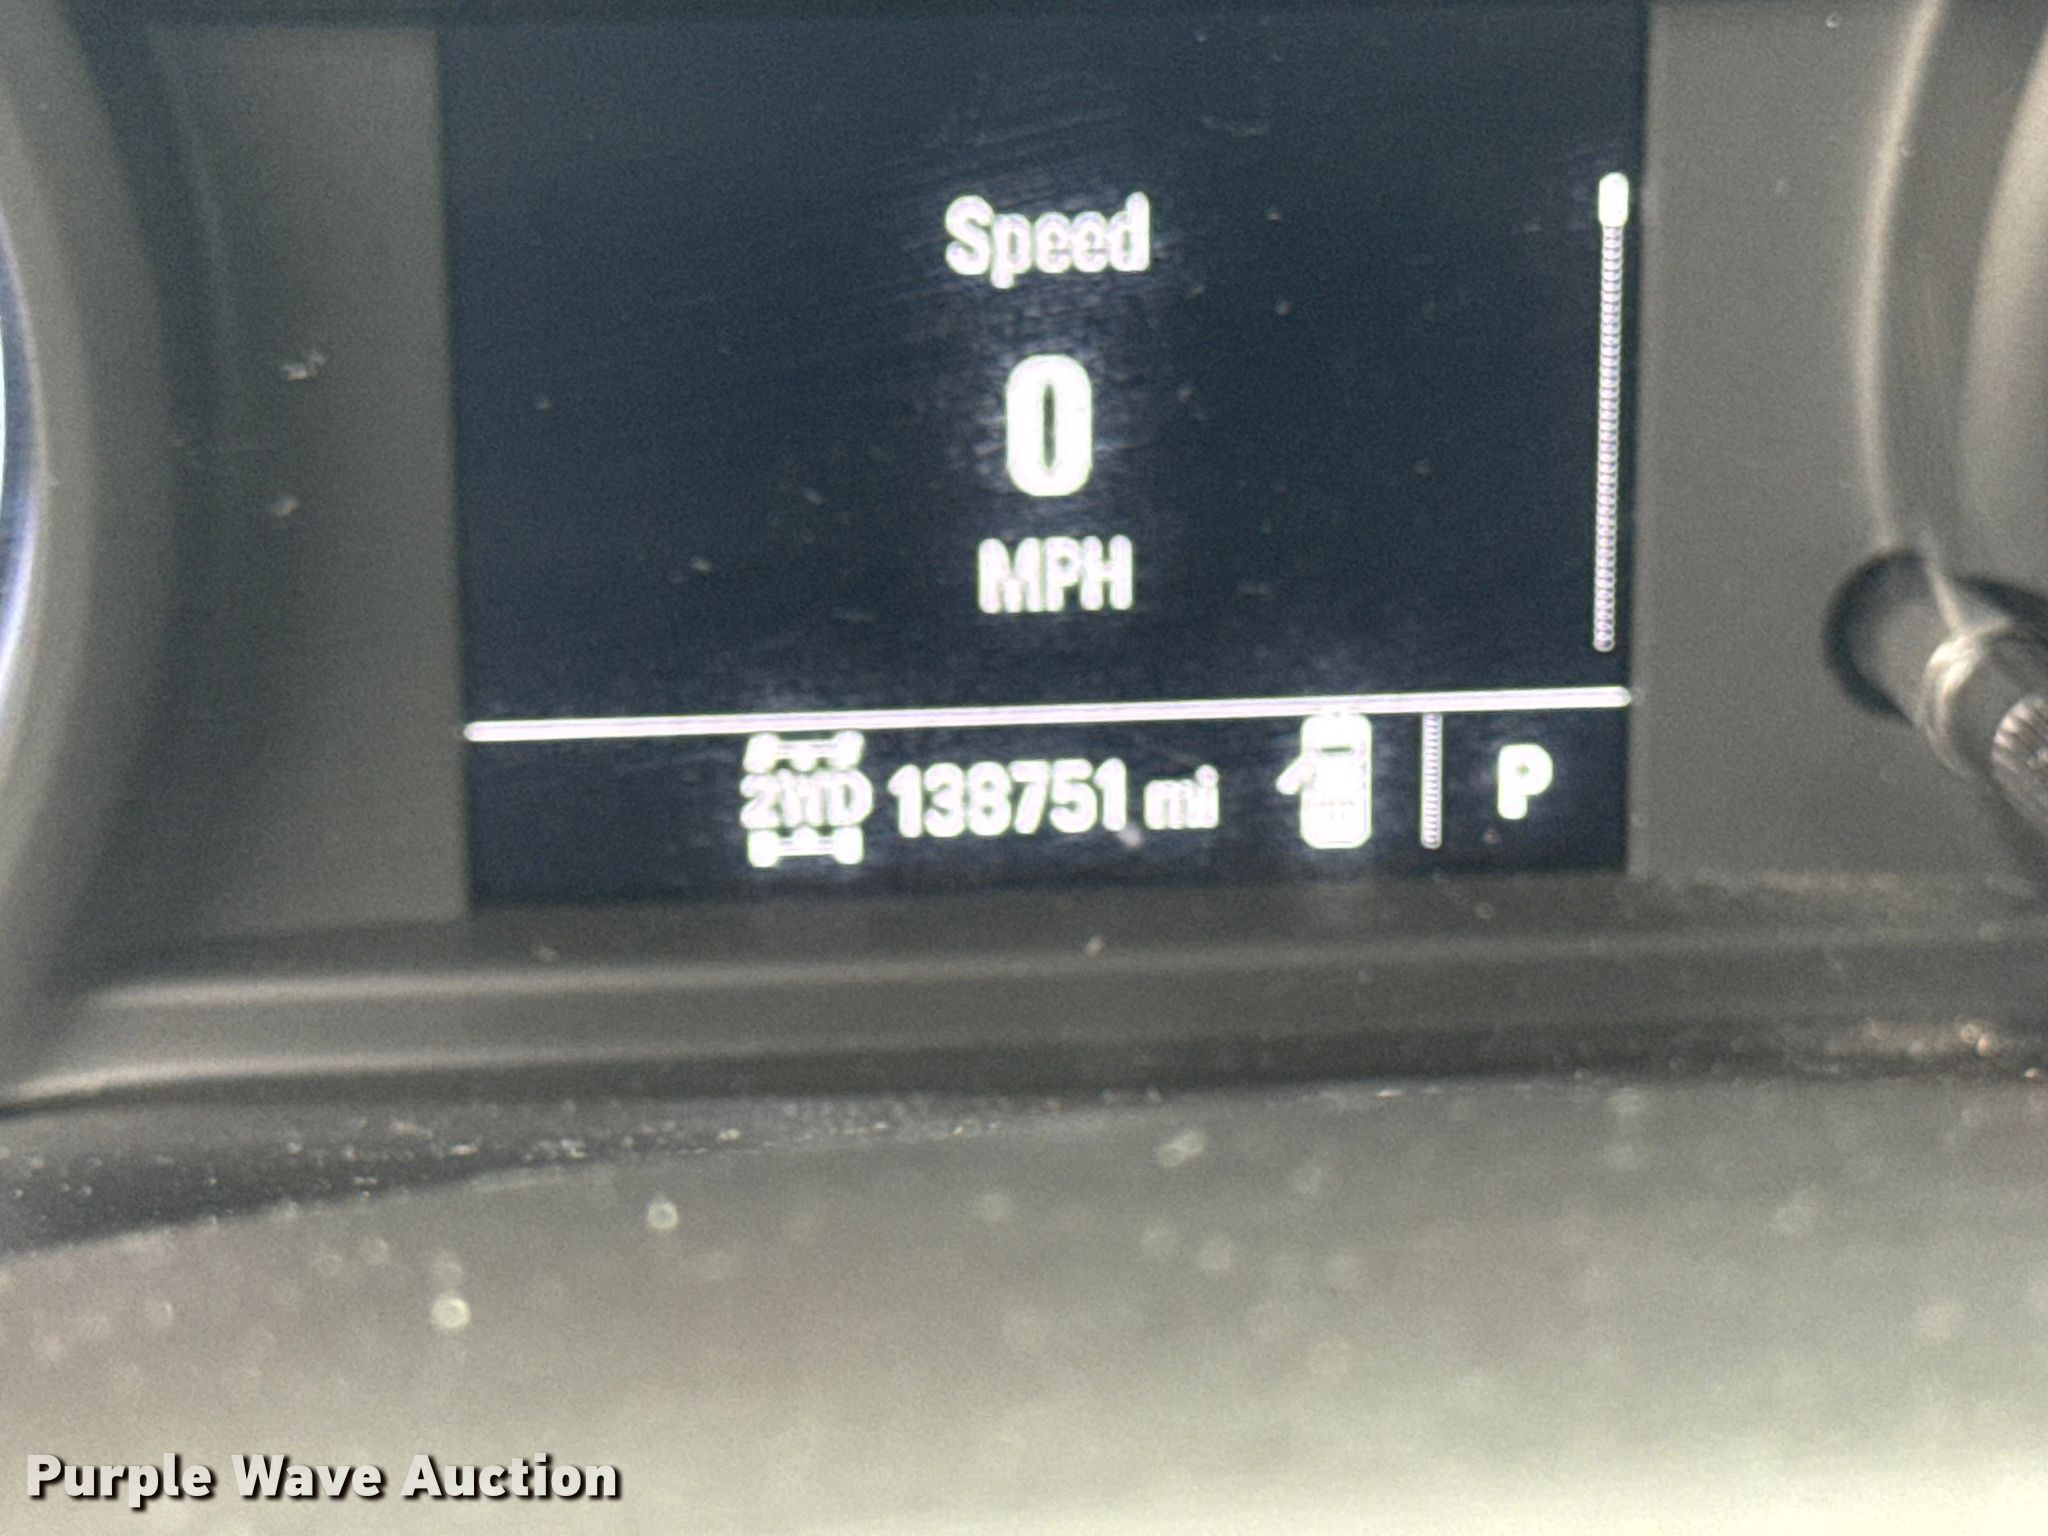 Speed
0
MPH
2WD 138751 mi P
Purple Wave Auction